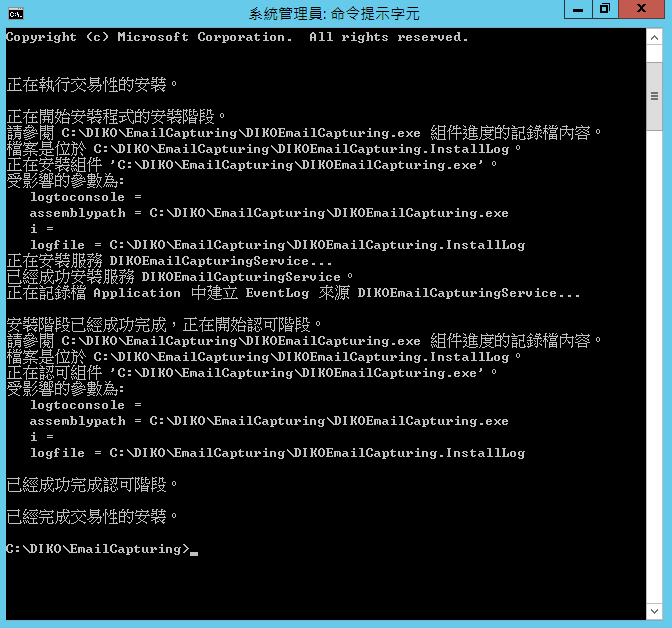 系統管理員: 命令提示字元
Copyright (c) Microsoft Corporation.  All rights reserved.
正在執行交易性的安裝。
正在開始安裝程式的安裝階段。
請參閱 C:\DIKO\EmailCapturing\DIKOEmailCapturing.exe 組件進度的記錄檔內容。
檔案是位於 C:\DIKO\EmailCapturing\DIKOEmailCapturing.InstallLog。
正在安裝組件 'C:\DIKO\EmailCapturing\DIKOEmailCapturing.exe'。
受影響的參數為:
logtoconsole =
assemblypath = C:\DIKO\EmailCapturing\DIKOEmailCapturing.exe
i =
logfile = C:\DIKO\EmailCapturing\DIKOEmailCapturing.InstallLog
正在安裝服務 DIKOEmailCapturingService...
已經成功安裝服務 DIKOEmailCapturingService。
正在記錄檔 Application 中建立 EventLog 來源 DIKOEmailCapturingService...
安裝階段已經成功完成，正在開始認可階段。
請參閱 C:\DIKO\EmailCapturing\DIKOEmailCapturing.exe 組件進度的記錄檔內容。
檔案是位於 C:\DIKO\EmailCapturing\DIKOEmailCapturing.InstallLog。
正在認可組件 'C:\DIKO\EmailCapturing\DIKOEmailCapturing.exe'。
受影響的參數為:
logtoconsole =
assemblypath = C:\DIKO\EmailCapturing\DIKOEmailCapturing.exe
i =
logfile = C:\DIKO\EmailCapturing\DIKOEmailCapturing.InstallLog
已經成功完成認可階段。
已經完成交易性的安裝。
C:\DIKO\EmailCapturing>_